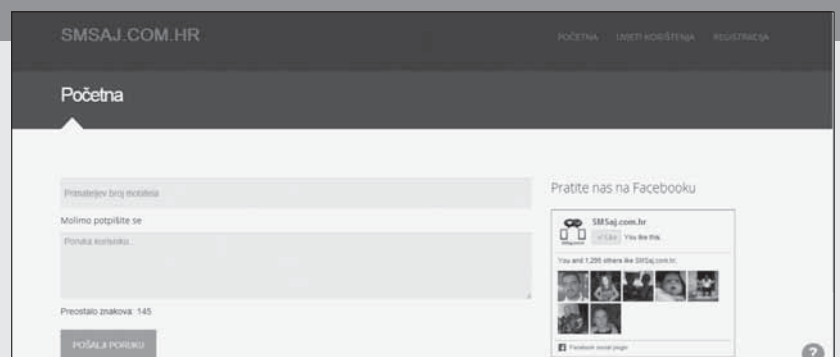 SMSAJ.COM.HR
POČETNA UVJETI KORIŠTENJA REGISTRACIJA
Početna
Primateljev broj mobitela
Pratite nas na Facebooku
Molimo potpišite se
Poruka korisniku...
SMSaj.com.hr
Like You like this.
You and 1,295 others like SMSaj.com.hr.
Preostalo znakova: 145
POŠALJI PORUKU
Facebook social plugin
?